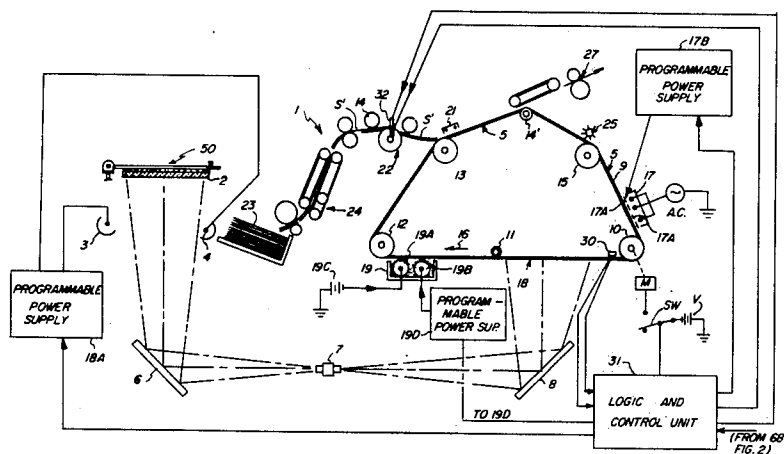 17B
PROGRAMMABLE
POWER
SUPPLY
27
32
14
S'
1
22
S'
21
13
5
14'
25
15
9
5
17
17A
17A
A.C.
10
50
2
3
4
23
24
12
16
11
30
19A
19
19B
19C
18
M
SW
V
PROGRAMMABLE
POWER
SUPPLY
18A
PROGRAM-
MABLE
POWER SUP.
19D
6
7
8
31
LOGIC AND
CONTROL
UNIT
TO 19D
(FROM 68
FIG. 2)